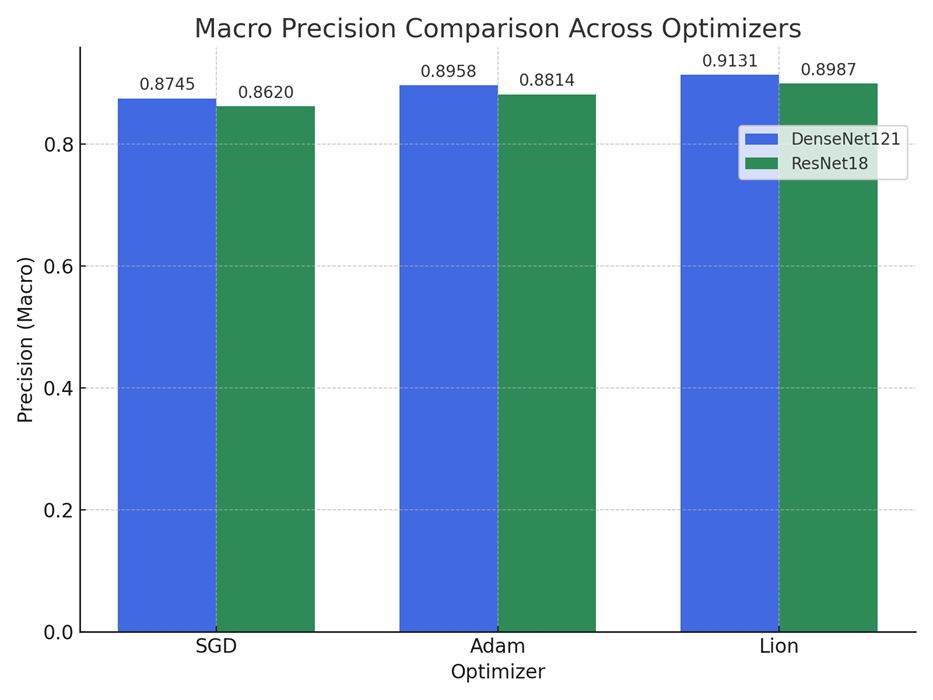 Macro Precision Comparison Across Optimizers
0.8745
0.8620
0.8958
0.8814
0.9131
0.8987
DenseNet121
ResNet18
Precision (Macro)
0.8
0.6
0.4
0.2
0.0
SGD
Adam
Lion
Optimizer